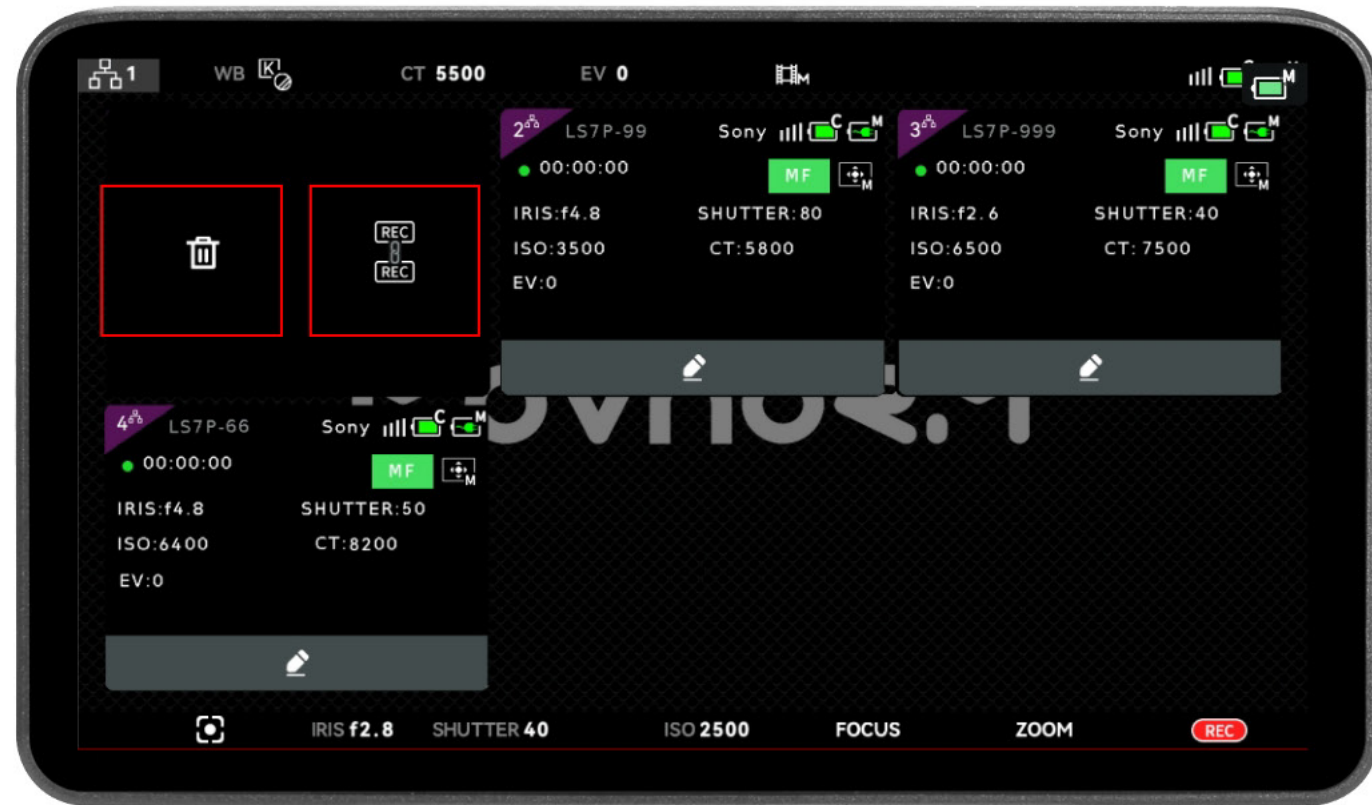 1 WB K CT 5500 EV 0 M M
2 LS7P-99 Sony C M
00:00:00 MF M
IRIS:f4.8 SHUTTER:80
ISO:3500 CT:5800
EV:0
3 LS7P-999 Sony C M
00:00:00 MF M
IRIS:f2.6 SHUTTER:40
ISO:6500 CT:7500
EV:0
REC
REC
4 LS7P-66 Sony C M
00:00:00 MF M
IRIS:f4.8 SHUTTER:50
ISO:6400 CT:8200
EV:0
IRIS f2.8 SHUTTER 40 ISO 2500 FOCUS ZOOM REC